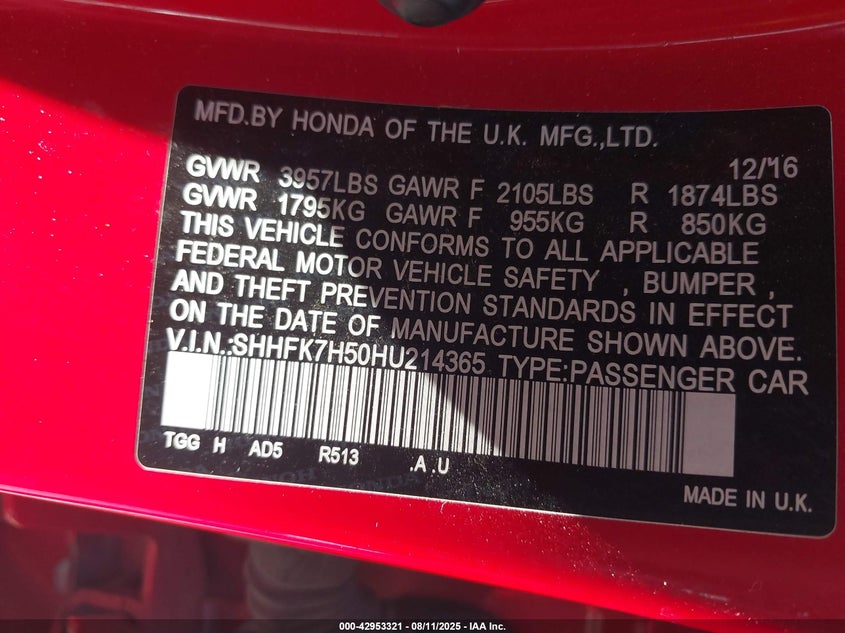 MFD.BY HONDA OF THE U.K. MFG.,LTD.
12/'16
GVWR 3957LBS GAWR F 2105LBS R 1874LBS
GVWR 1795KG GAWR F 955KG R 850KG
THIS VEHICLE CONFORMS TO ALL APPLICABLE
FEDERAL MOTOR VEHICLE SAFETY , BUMPER ,
AND THEFT PREVENTION STANDARDS IN EFFECT
ON THE DATE OF MANUFACTURE SHOWN ABOVE.
V.I.N.:SHHFK7H50HU214365 TYPE:PASSENGER CAR
TGG H AD5 R513 .A .U
MADE IN U.K.
000-42953321 - 08/11/2025 - IAA Inc.